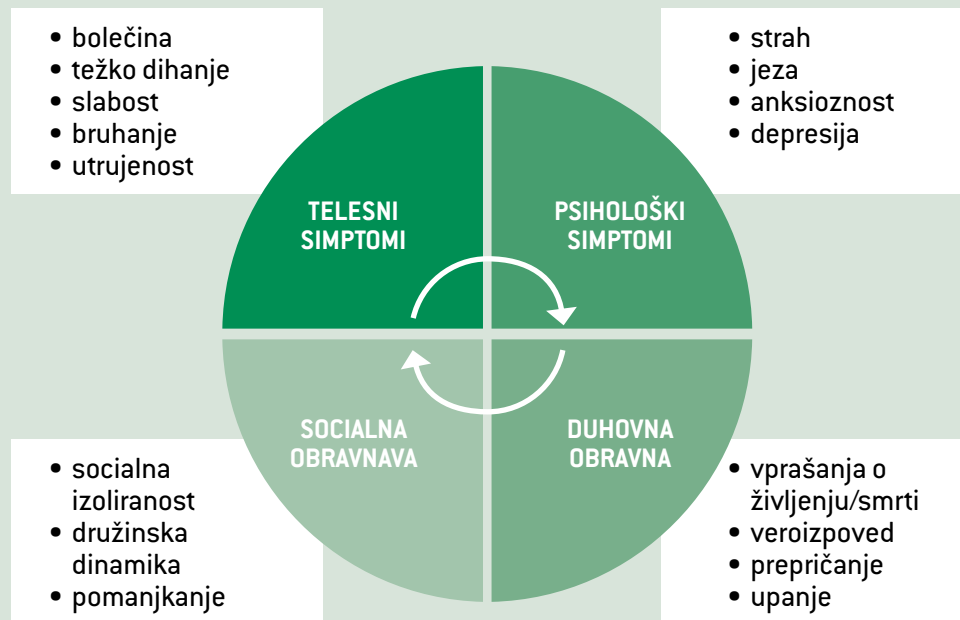 • bolečina
• težko dihanje
• slabost
• bruhanje
• utrujenost
• strah
• jeza
• anksioznost
• depresija
TELESNI
SIMPTOMI
PSIHOLOŠKI
SIMPTOMI
SOCIALNA
OBRAVNAVA
DUHOVNA
OBRAVNA
• socialna
izoliranost
• družinska
dinamika
• pomanjkanje
• vprašanja o
življenju/smrti
• veroizpoved
• prepričanje
• upanje